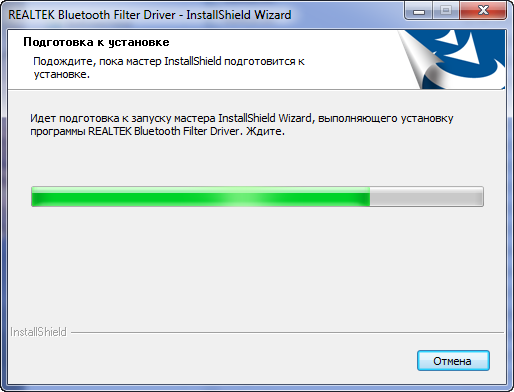 REALTEK Bluetooth Filter Driver - InstallShield Wizard
Подготовка к установке
Подождите, пока мастер InstallShield подготовится к
установке.
Идет подготовка к запуску мастера InstallShield Wizard, выполняющего установку
программы REALTEK Bluetooth Filter Driver. Ждите.
InstallShield
Отмена